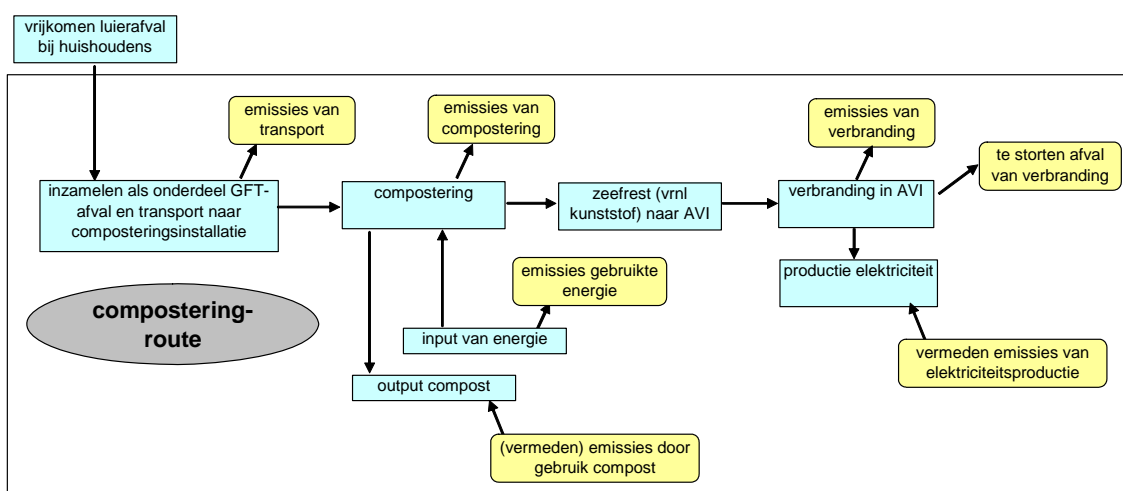 vrijkomen luierafval
bij huishoudens
emissies van
transport
emissies van
compostering
emissies van
verbranding
te storten afval
van verbranding
inzamelen als onderdeel GFT-
afval en transport naar
composteringsinstallatie
compostering
zeefrest (vrnl
kunststof) naar AVI
verbranding in AVI
productie elektriciteit
emissies gebruikte
energie
compostering-
route
input van energie
vermeden emissies van
elektriciteitsproductie
output compost
(vermeden) emissies door
gebruik compost